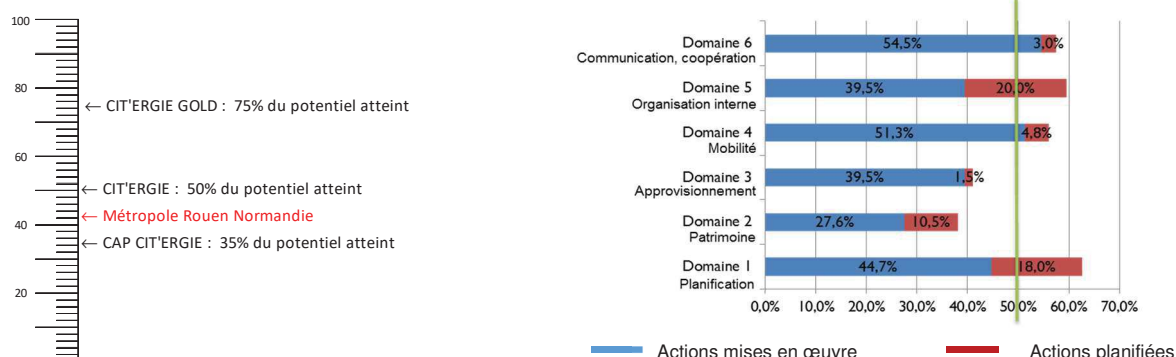 100
80
← CIT'ERGIE GOLD : 75% du potentiel atteint
60
← CIT'ERGIE : 50% du potentiel atteint
← Métropole Rouen Normandie
40
← CAP CIT'ERGIE : 35% du potentiel atteint
20
Domaine 6
Communication, coopération
54,5%
3,0%
Domaine 5
Organisation interne
39,5%
20,0%
Domaine 4
Mobilité
51,3%
4,8%
Domaine 3
Approvisionnement
39,5%
1,5%
Domaine 2
Patrimoine
27,6%
10,5%
Domaine 1
Planification
44,7%
18,0%
0,0% 10,0% 20,0% 30,0% 40,0% 50,0% 60,0% 70,0%
Actions mises en œuvre
Actions planifiées